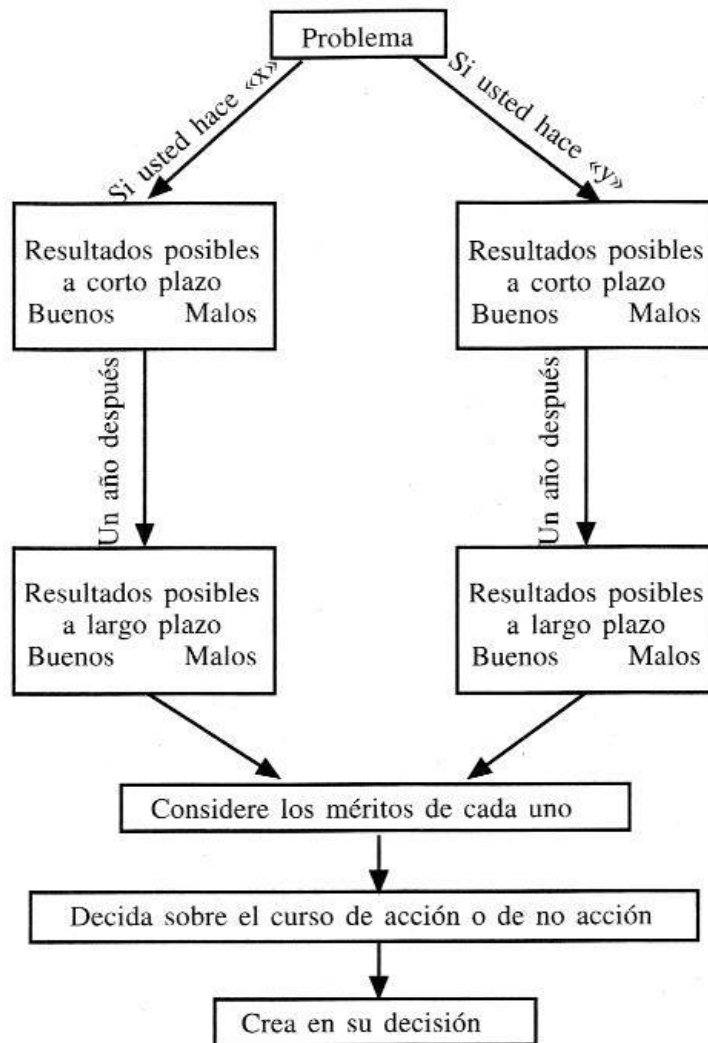 Problema
Si usted hace «x»
Si usted hace «y»
Resultados posibles
a corto plazo
Buenos Malos
Resultados posibles
a corto plazo
Buenos Malos
Un año después
Un año después
Resultados posibles
a largo plazo
Buenos Malos
Resultados posibles
a largo plazo
Buenos Malos
Considere los méritos de cada uno
Decida sobre el curso de acción o de no acción
Crea en su decisión